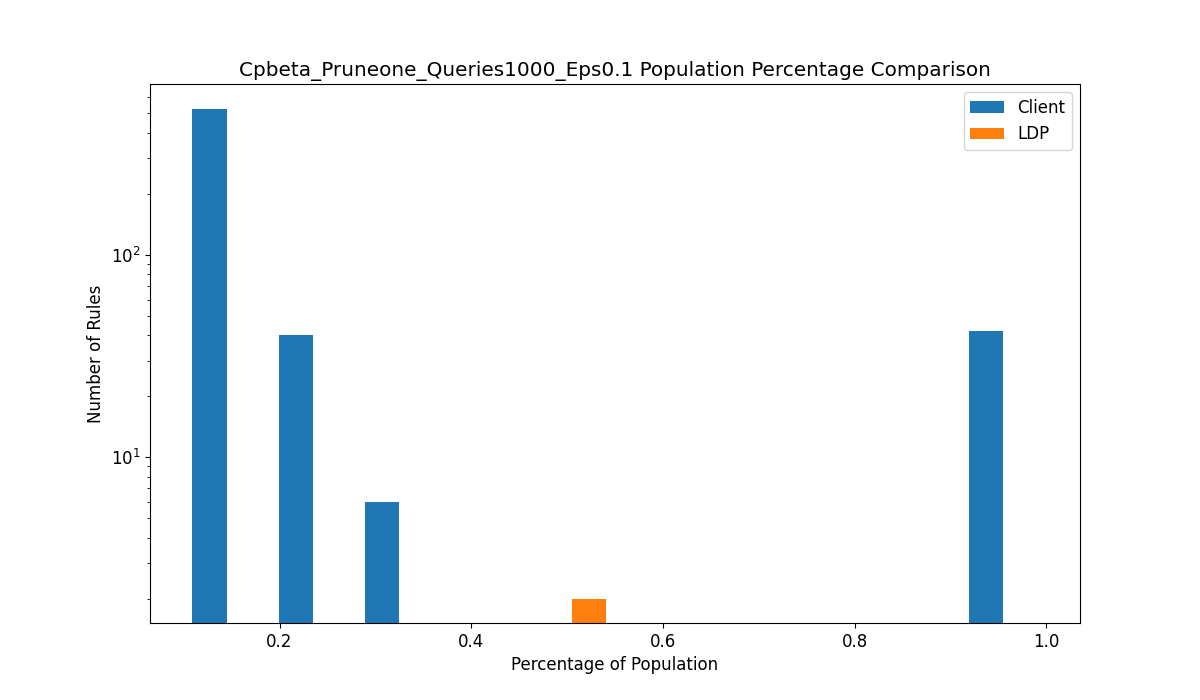 Cpbeta_Pruneone_Queries1000_Eps0.1 Population Percentage Comparison
Client
LDP
10²
10¹
Number of Rules
0.2 0.4 0.6 0.8 1.0
Percentage of Population